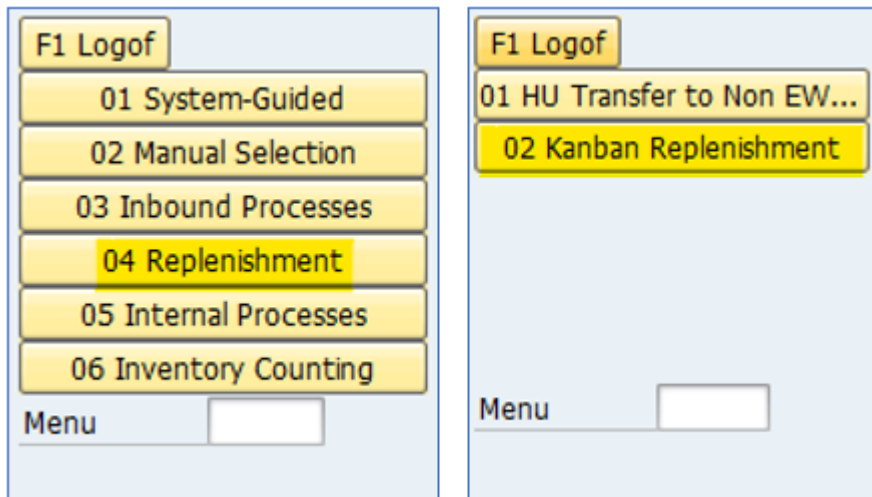 F1 Logof
01 System-Guided
02 Manual Selection
03 Inbound Processes
04 Replenishment
05 Internal Processes
06 Inventory Counting
Menu
F1 Logof
01 HU Transfer to Non EW...
02 Kanban Replenishment
Menu